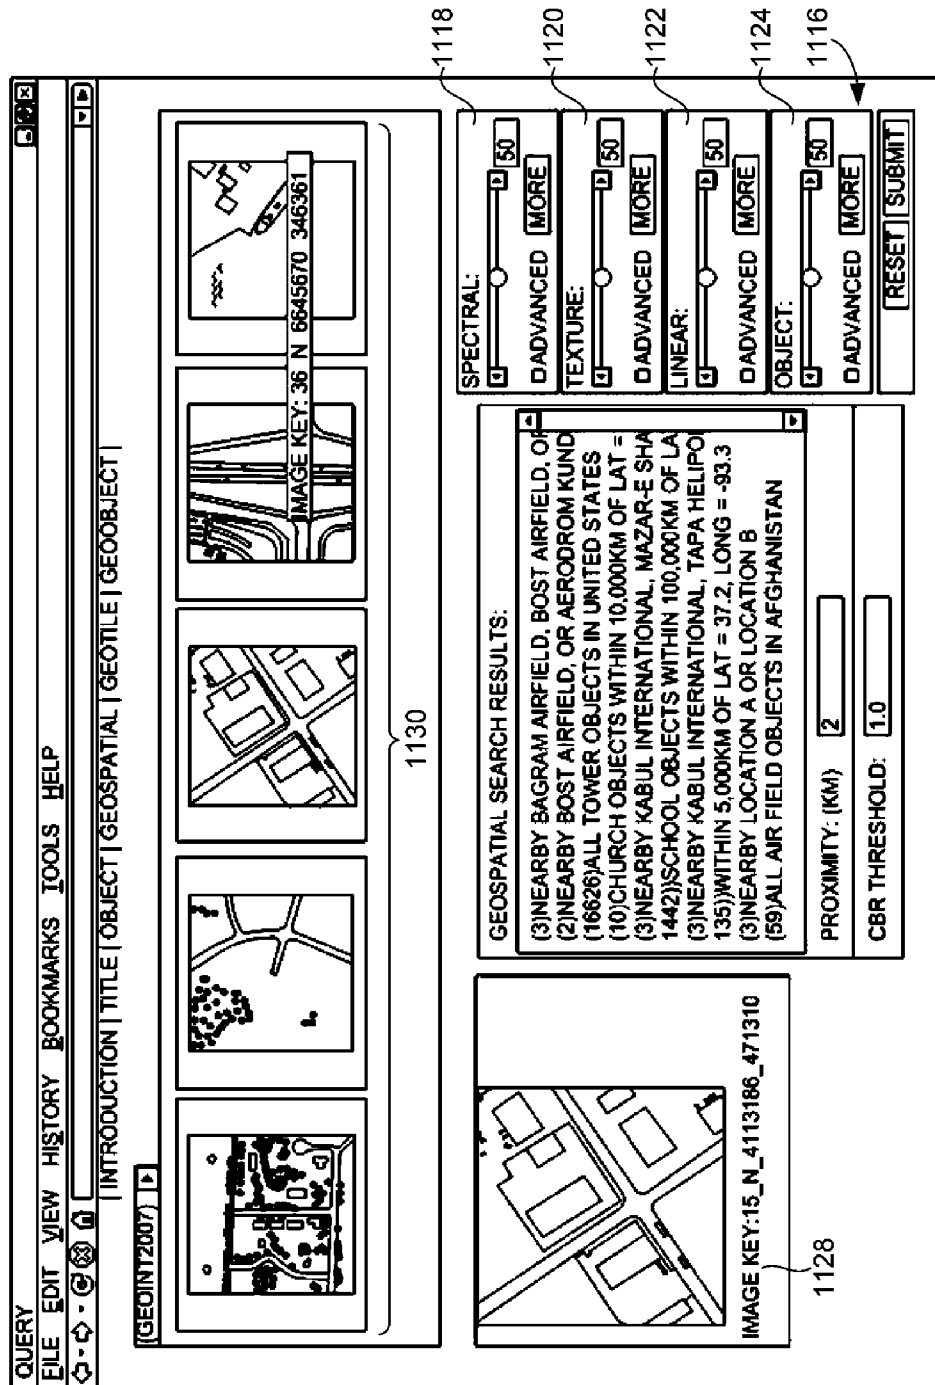 QUERY
FILE EDIT VIEW HISTORY BOOKMARKS TOOLS HELP
| INTRODUCTION | TITLE | OBJECT | GEOSPATIAL | GEOTILE | GEOOBJECT |
(GEOINT2007)
IMAGE KEY: 36 N 6645670 346361
1130
IMAGE KEY:15_N_4113186_471310
1128
GEOSPATIAL SEARCH RESULTS:
(3)NEARBY BAGRAM AIRFIELD, BOST AIRFIELD, OR
(2)NEARBY BOST AIRFIELD, OR AERODROM KUND
(16626)ALL TOWER OBJECTS IN UNITED STATES
(10)CHURCH OBJECTS WITHIN 10,000KM OF LAT =
(3)NEARBY KABUL INTERNATIONAL, MAZAR-E SHA
1442))SCHOOL OBJECTS WITHIN 100,000KM OF LA
(3)NEARBY KABUL INTERNATIONAL, TAPA HELIPO
135))WITHIN 5,000KM OF LAT = 37.2, LONG = -93.3
(3)NEARBY LOCATION A OR LOCATION B
(59)ALL AIR FIELD OBJECTS IN AFGHANISTAN
PROXIMITY: (KM) 2
CBR THRESHOLD: 1.0
SPECTRAL:
50
ADVANCED MORE
TEXTURE:
50
ADVANCED MORE
LINEAR:
50
ADVANCED MORE
OBJECT:
50
ADVANCED MORE
RESET SUBMIT
1118
1120
1122
1124
1116